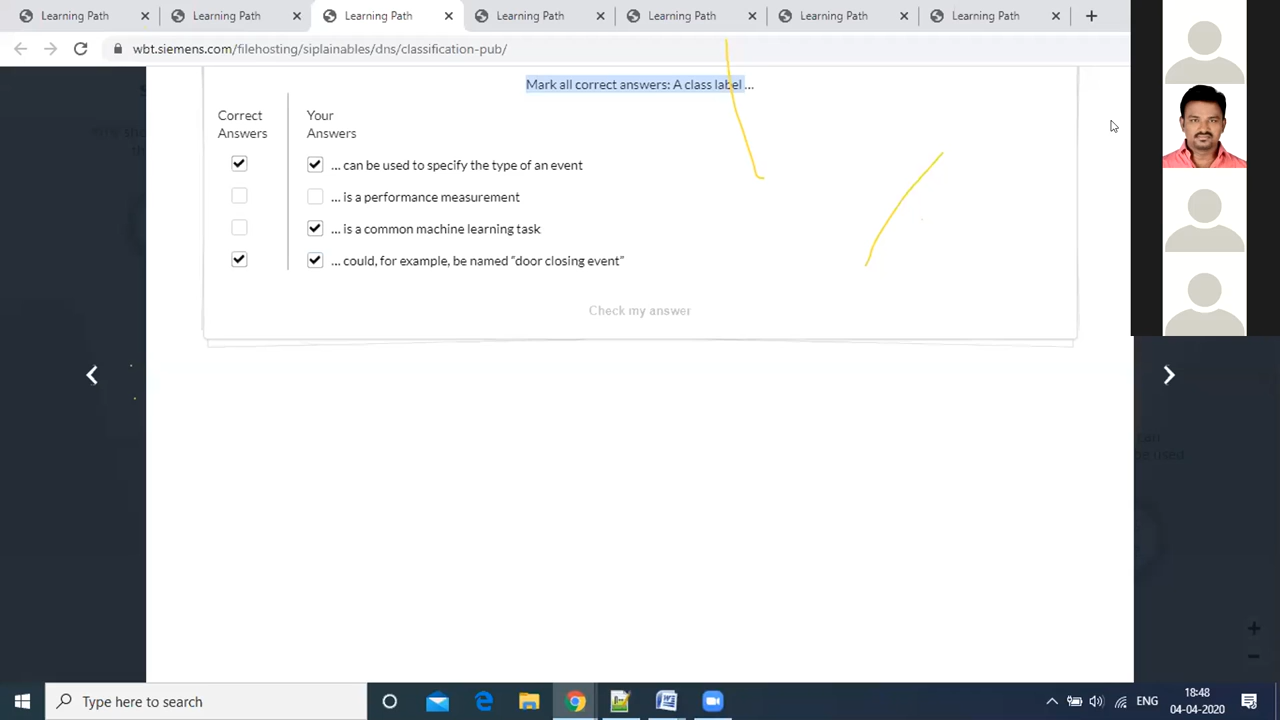 Learning Path
Learning Path
Learning Path
Learning Path
Learning Path
Learning Path
Learning Path
wbt.siemens.com/filehosting/siplainables/dns/classification-pub/
Mark all correct answers: A class label ...
Correct
Answers
Your
Answers
... can be used to specify the type of an event
... is a performance measurement
... is a common machine learning task
... could, for example, be named “door closing event”
Check my answer
can
be used
Type here to search
ENG
18:48
04-04-2020